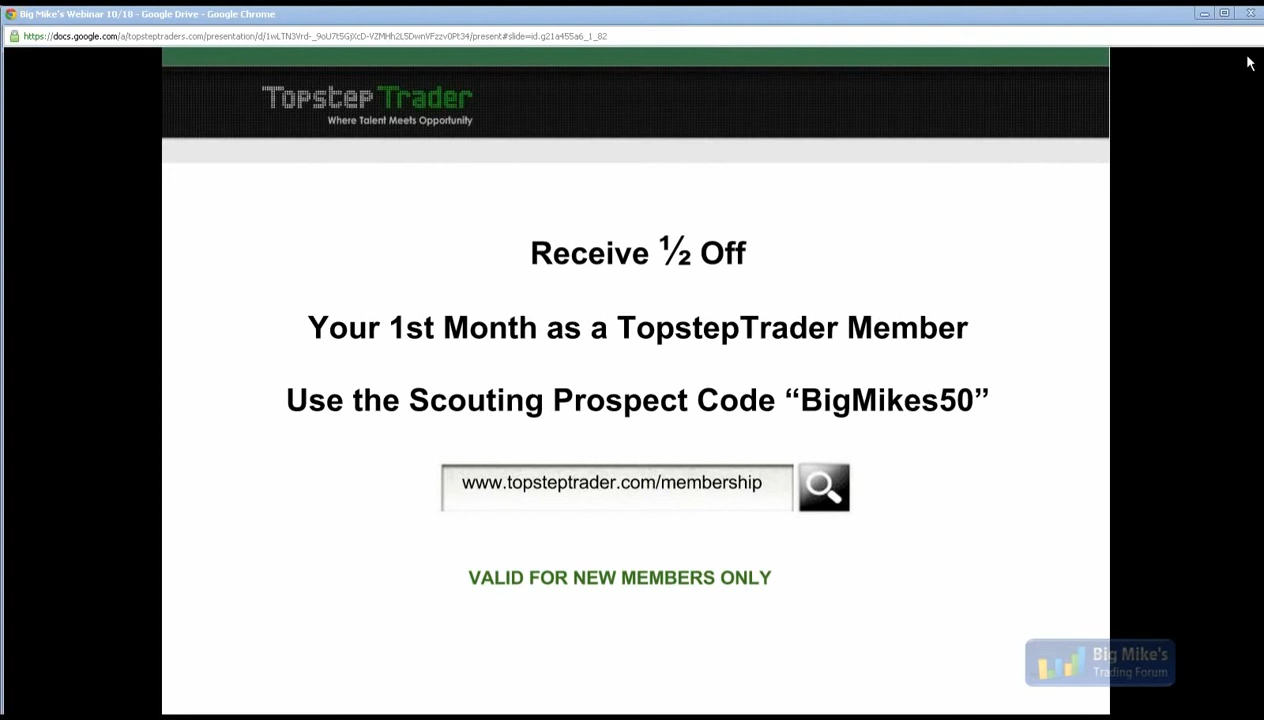 Big Mike's Webinar 10/18 - Google Drive - Google Chrome
TopstepTrader
Where Talent Meets Opportunity
Receive ½ Off
Your 1st Month as a TopstepTrader Member
Use the Scouting Prospect Code “BigMikes50”
www.topsteptrader.com/membership
VALID FOR NEW MEMBERS ONLY
Big Mike's
Trading Forum